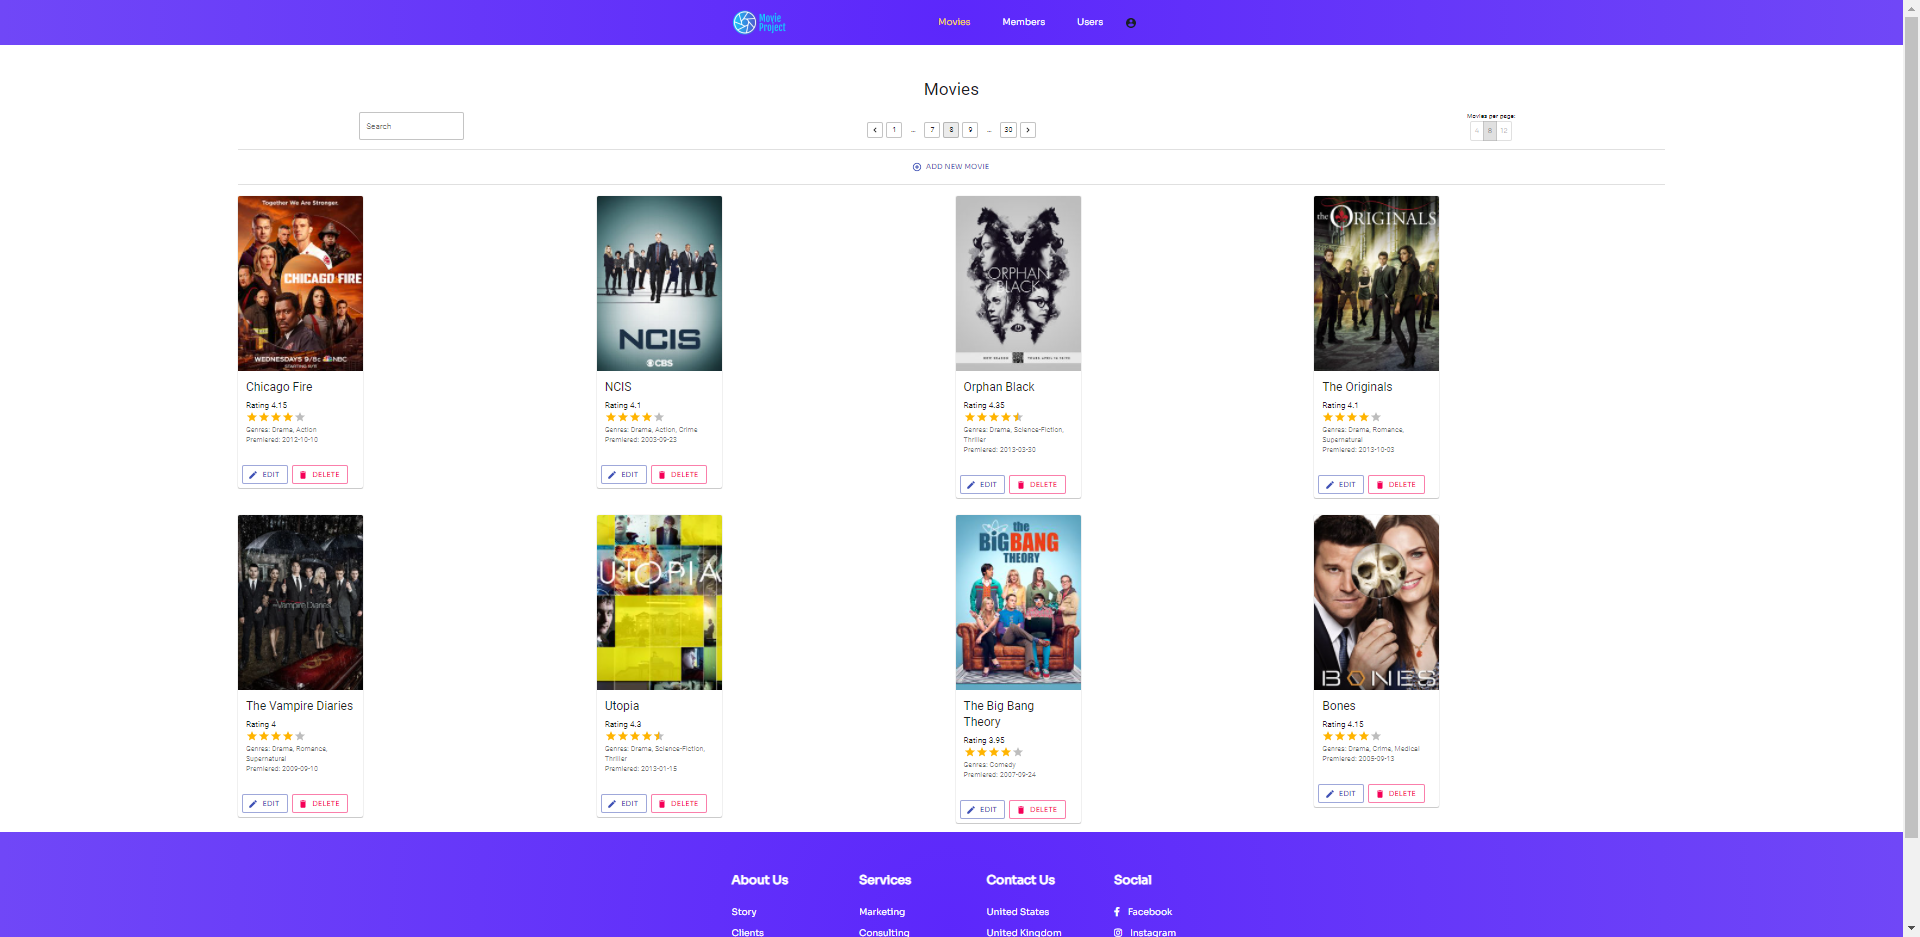 Movie
Project
Movies
Members
Users
Movies
Search
1
...
7
8
9
...
30
Movies per page:
4
8
12
ADD NEW MOVIE
Together We Are Stronger.
CHICAGO FIRE
WEDNESDAYS 9/8c NBC
Chicago Fire
Rating 4.15
Genres: Drama, Action
Premiered: 2012-10-10
EDIT
DELETE
NCIS
CBS
NCIS
Rating 4.1
Genres: Drama, Action, Crime
Premiered: 2003-09-23
EDIT
DELETE
ORPHAN
BLACK
Orphan Black
Rating 4.35
Genres: Drama, Science-Fiction,
Thriller
Premiered: 2013-03-30
EDIT
DELETE
the ORIGINALS
The Originals
Rating 4.1
Genres: Drama, Romance,
Supernatural
Premiered: 2013-10-03
EDIT
DELETE
The Vampire Diaries
The Vampire Diaries
Rating 4
Genres: Drama, Romance,
Supernatural
Premiered: 2009-09-10
EDIT
DELETE
UTOPIA
Utopia
Rating 4.3
Genres: Drama, Science-Fiction,
Thriller
Premiered: 2013-01-15
EDIT
DELETE
the
BIG BANG
THEORY
The Big Bang
Theory
Rating 3.95
Genres: Comedy
Premiered: 2007-09-24
EDIT
DELETE
BONES
Bones
Rating 4.15
Genres: Drama, Crime, Medical
Premiered: 2005-09-13
EDIT
DELETE
About Us
Story
Clients
Services
Marketing
Consulting
Contact Us
United States
United Kingdom
Social
Facebook
Instagram